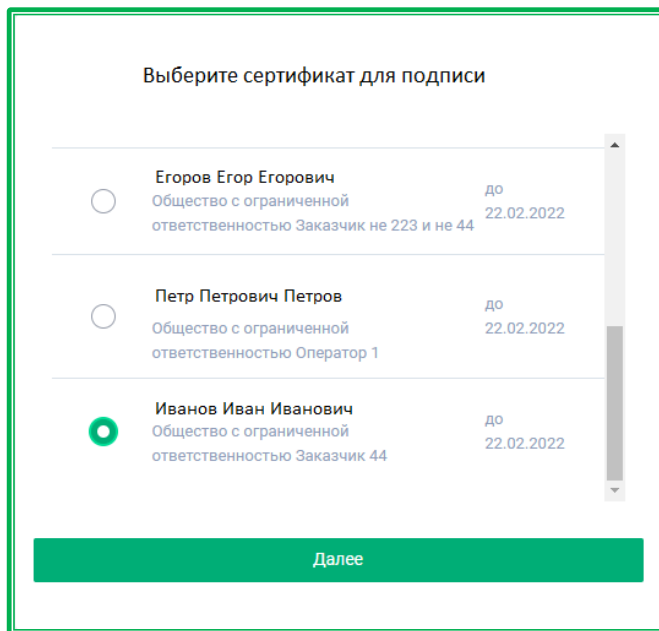 Выберите сертификат для подписи
Егоров Егор Егорович
Общество с ограниченной
ответственностью Заказчик не 223 и не 44
до
22.02.2022
Петр Петрович Петров
Общество с ограниченной
ответственностью Оператор 1
до
22.02.2022
Иванов Иван Иванович
Общество с ограниченной
ответственностью Заказчик 44
до
22.02.2022
Далее